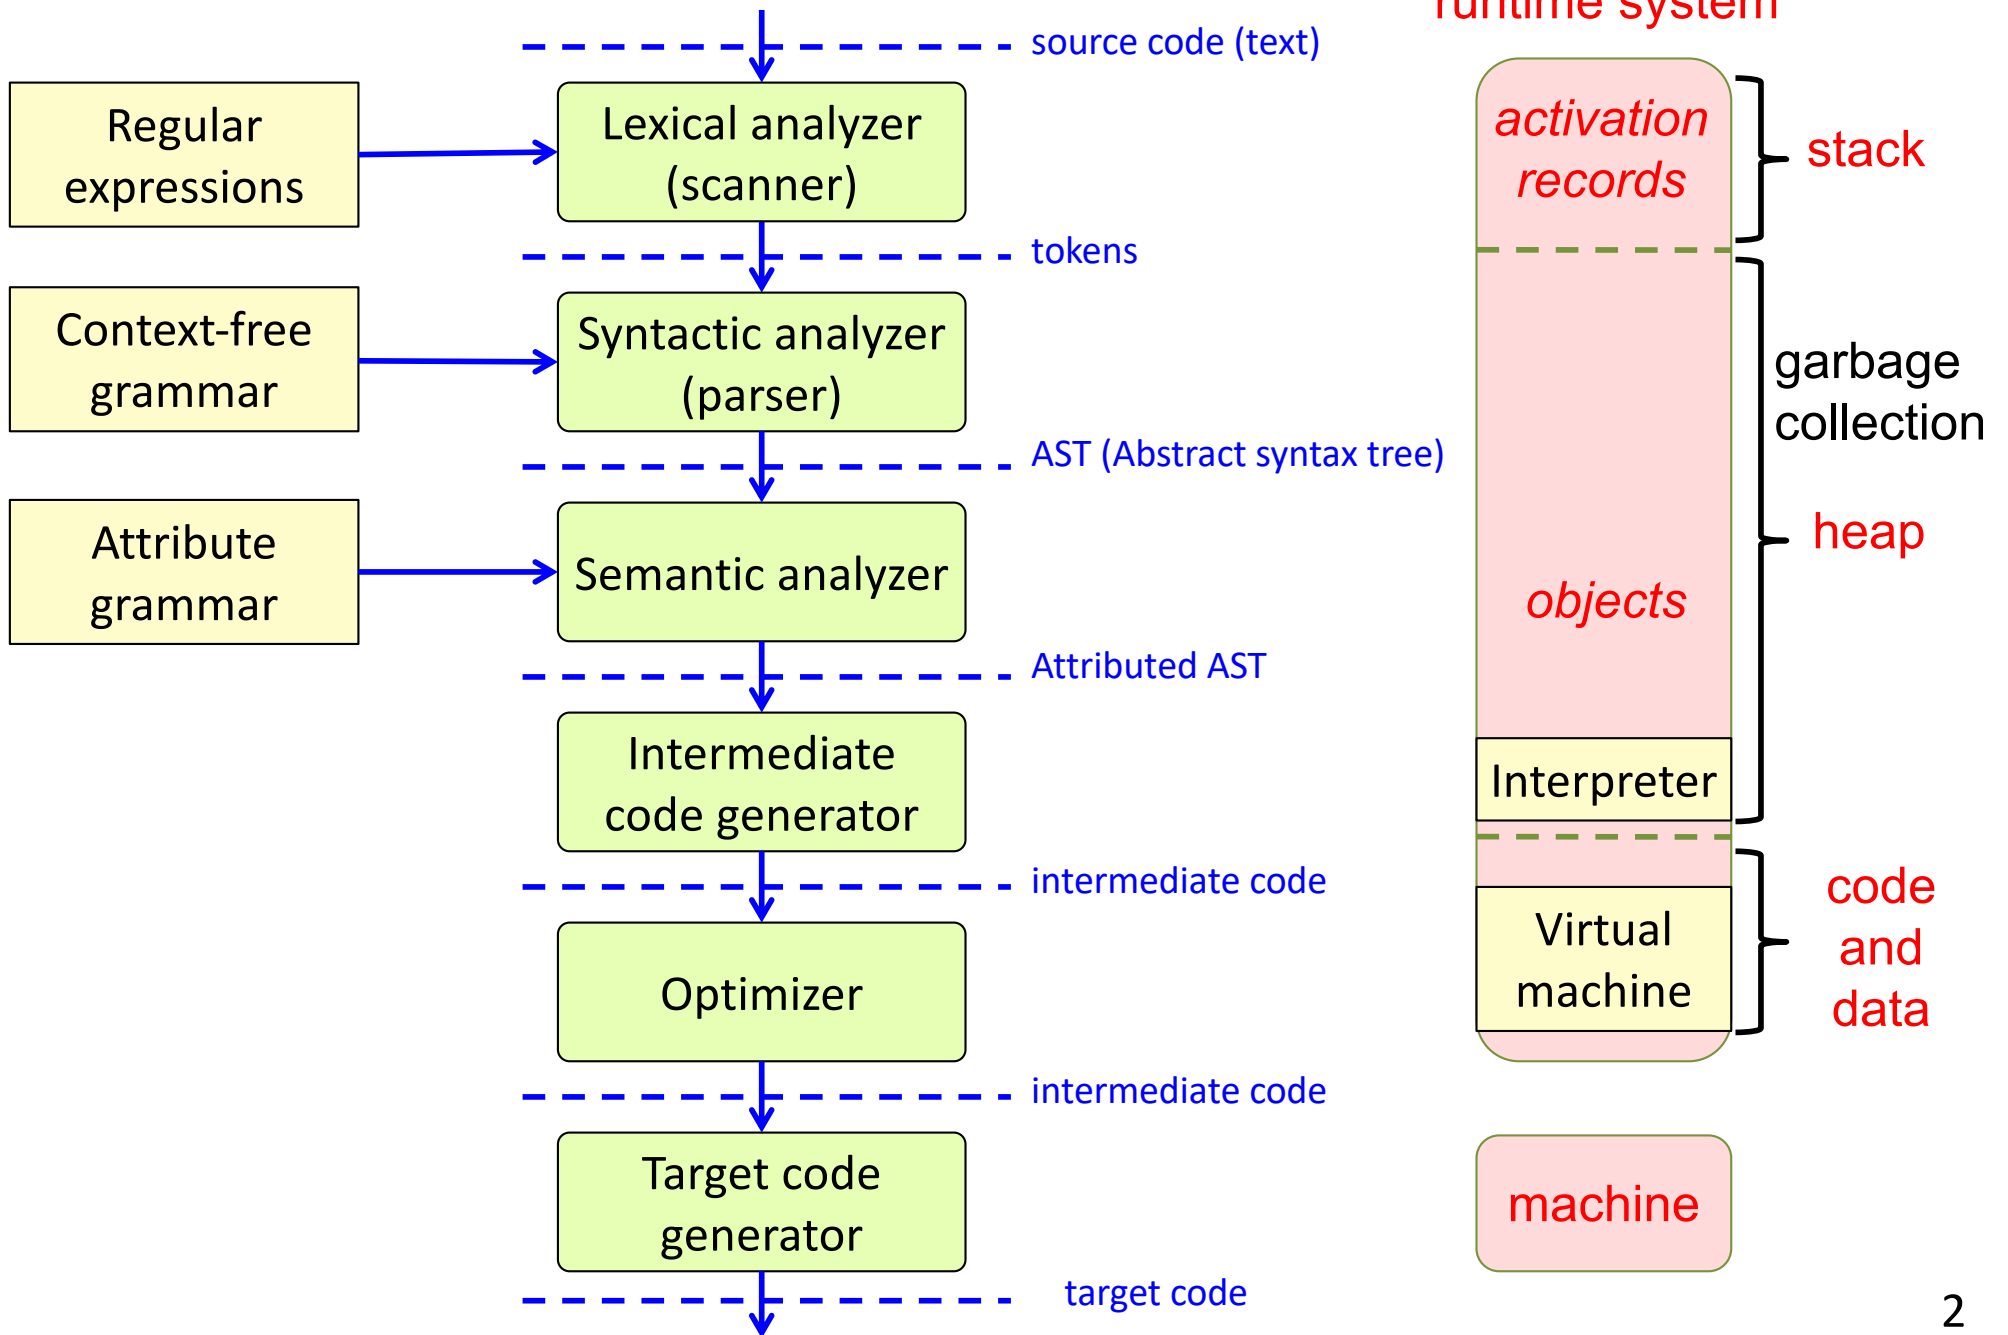 runtime system
source code (text)
Regular
expressions
Lexical analyzer
(scanner)
tokens
Context-free
grammar
Syntactic analyzer
(parser)
AST (Abstract syntax tree)
Attribute
grammar
Semantic analyzer
Attributed AST
Intermediate
code generator
intermediate code
Optimizer
intermediate code
Target code
generator
target code
activation
records
stack
garbage
collection
heap
objects
Interpreter
Virtual
machine
code
and
data
machine
2